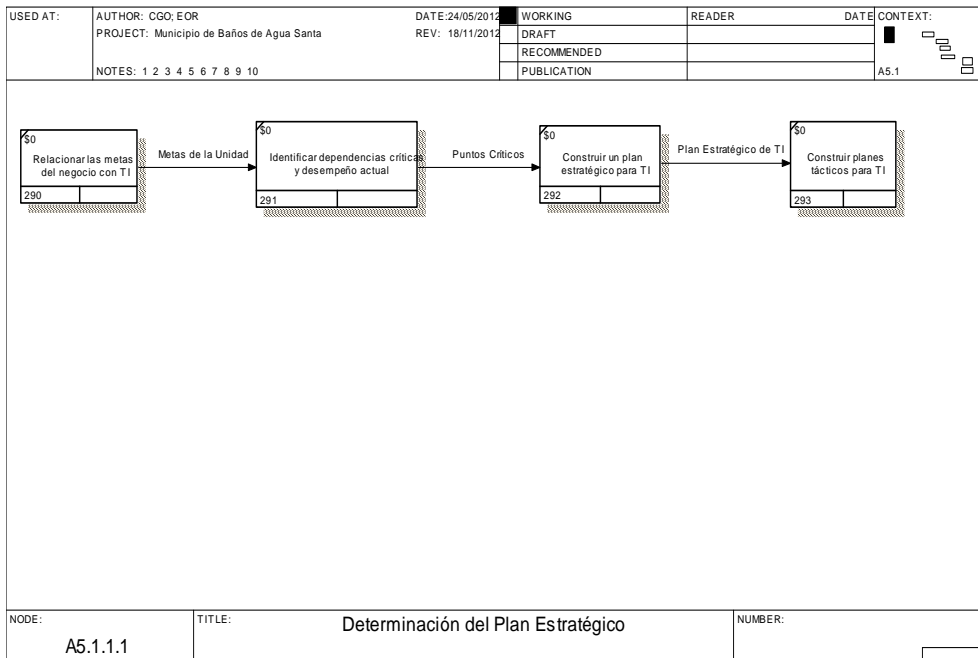 USED AT:
AUTHOR: CGO; EOR
DATE:24/05/2012
WORKING
READER
DATE
CONTEXT:
PROJECT: Municipio de Baños de Agua Santa
REV: 18/11/2012
DRAFT
RECOMMENDED
NOTES: 1 2 3 4 5 6 7 8 9 10
PUBLICATION
A5.1
$0
Relacionar las metas
del negocio con TI
290
Metas de la Unidad
$0
Identificar dependencias críticas
y desempeño actual
291
Puntos Críticos
$0
Construir un plan
estratégico para TI
292
Plan Estratégico de TI
$0
Construir planes
tácticos para TI
293
NODE:
A5.1.1.1
TITLE:
Determinación del Plan Estratégico
NUMBER: